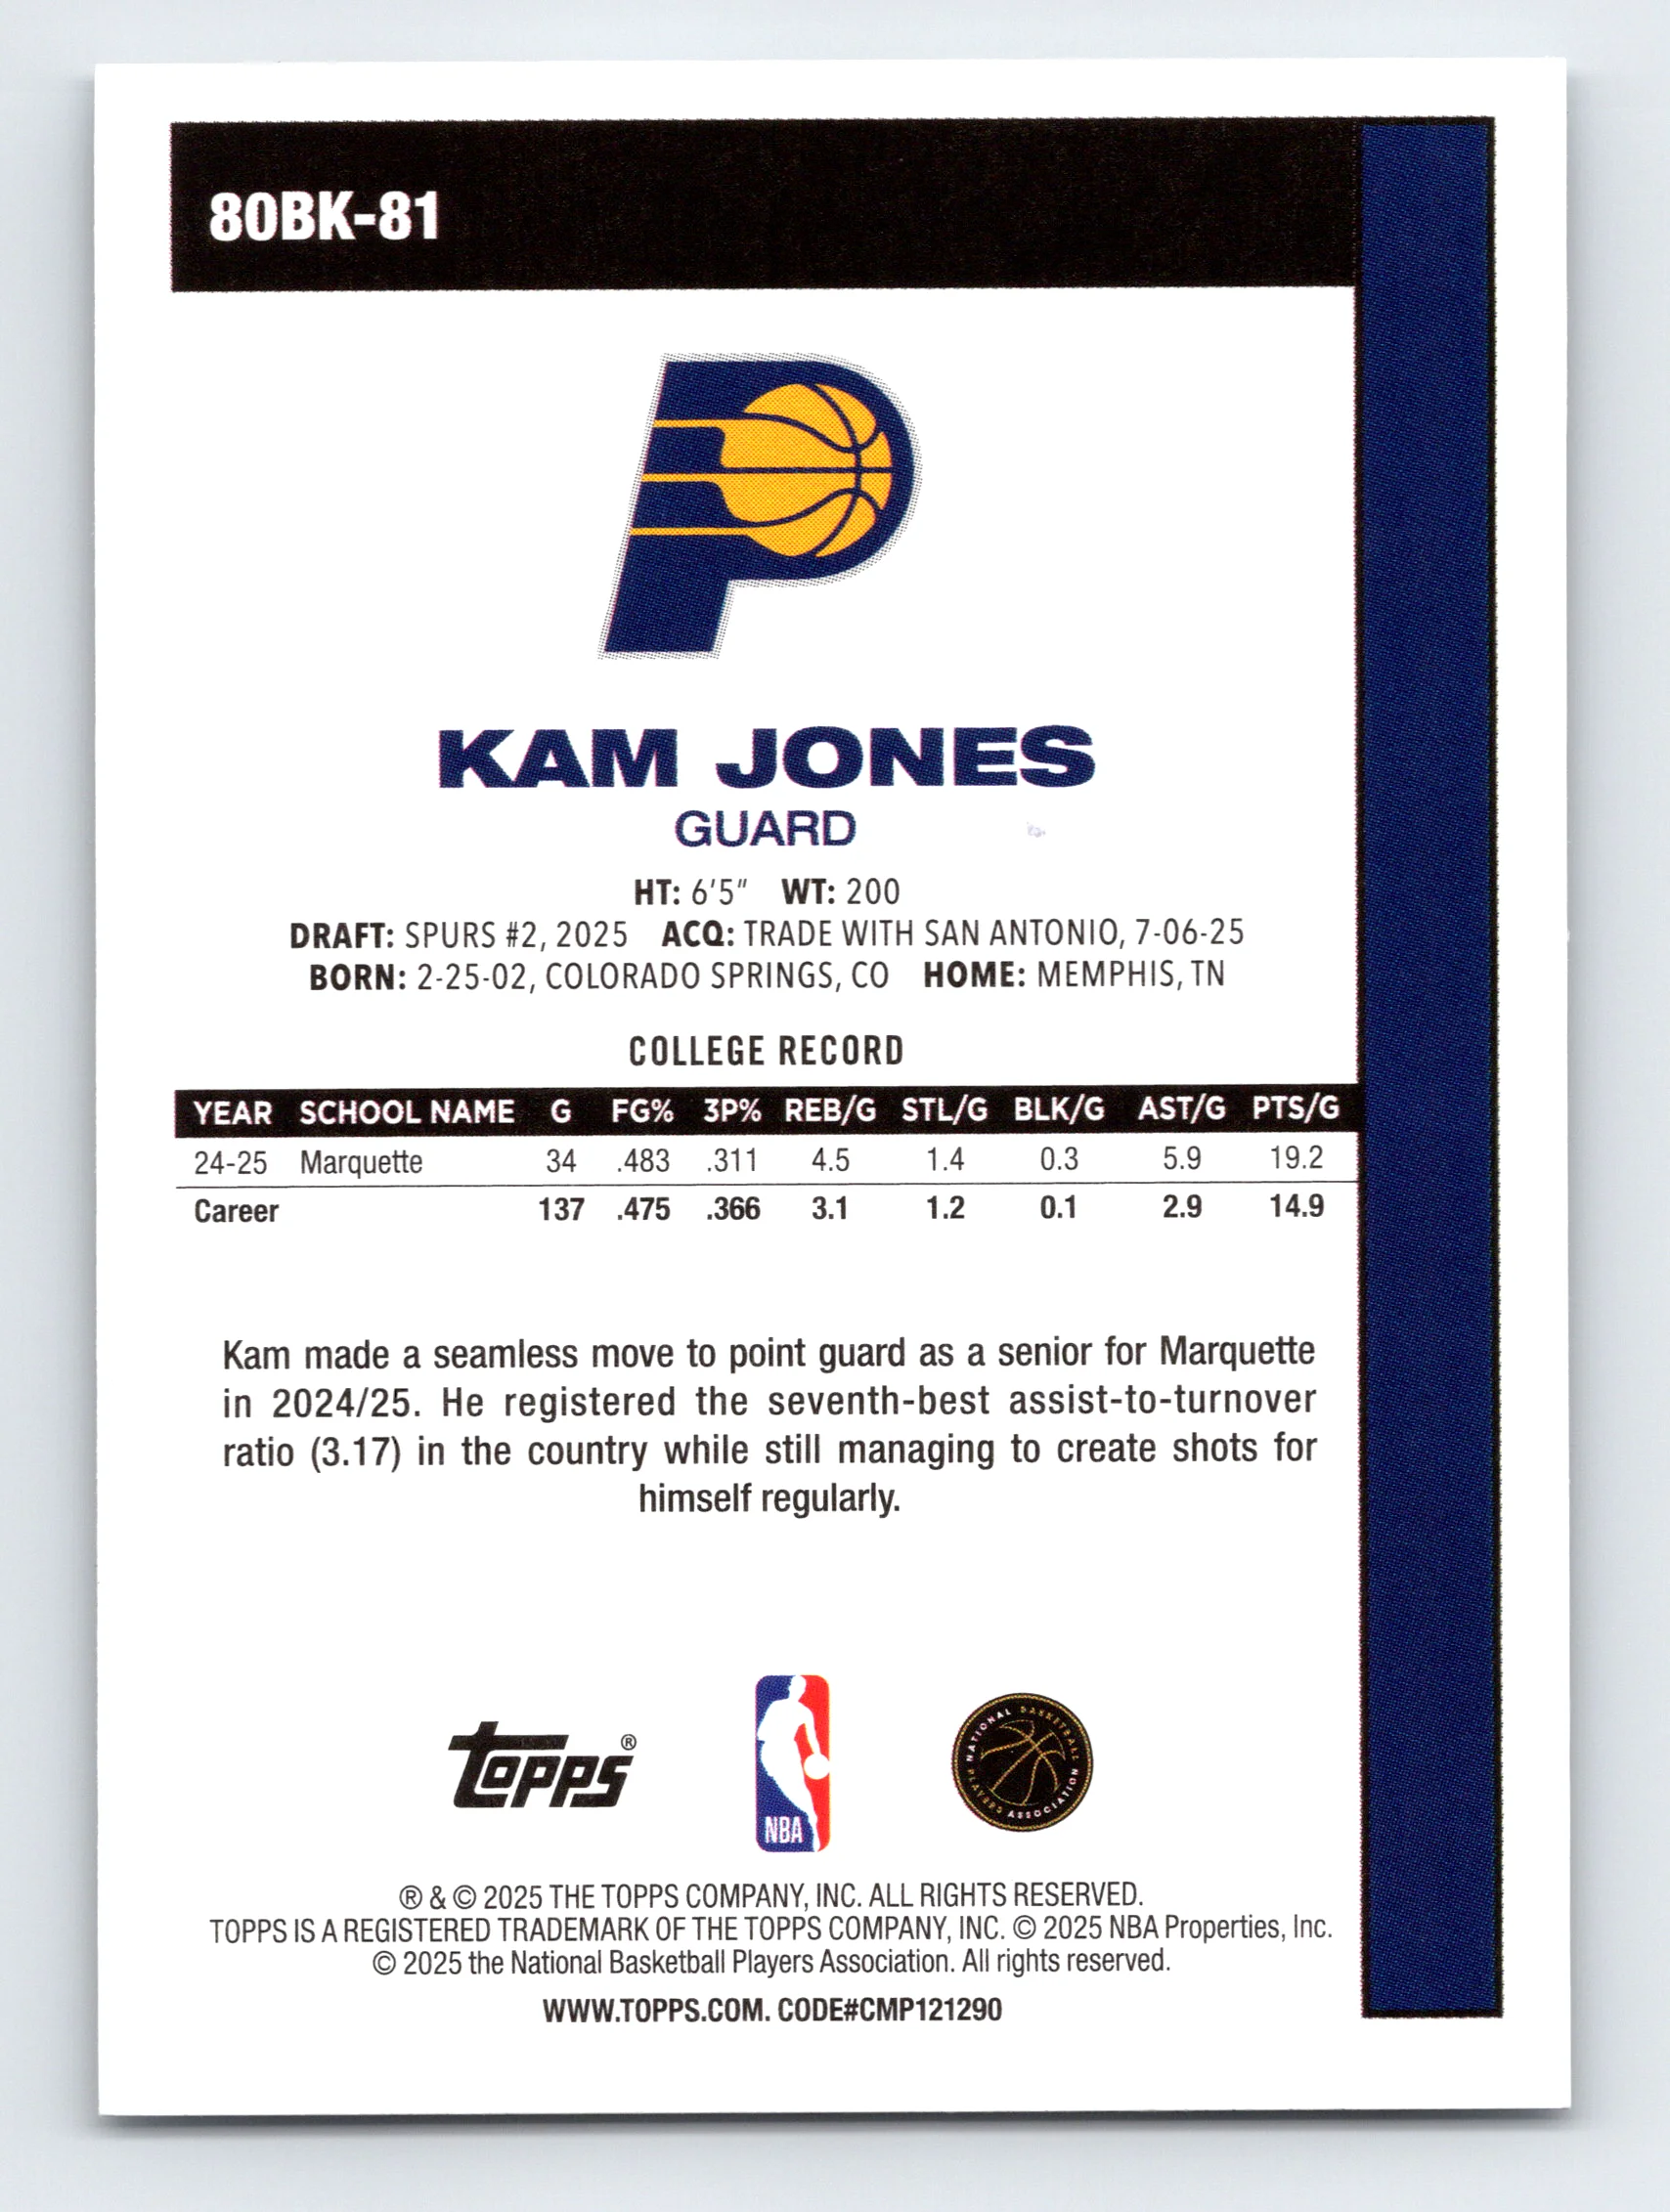 80BK-81
KAM JONES
GUARD
HT: 6'5" WT: 200
DRAFT: SPURS #2, 2025 ACQ: TRADE WITH SAN ANTONIO, 7-06-25
BORN: 2-25-02, COLORADO SPRINGS, CO HOME: MEMPHIS, TN
COLLEGE RECORD
YEAR SCHOOL NAME G FG% 3P% REB/G STL/G BLK/G AST/G PTS/G
24-25 Marquette 34 .483 .311 4.5 1.4 0.3 5.9 19.2
Career 137 .475 .366 3.1 1.2 0.1 2.9 14.9
Kam made a seamless move to point guard as a senior for Marquette
in 2024/25. He registered the seventh-best assist-to-turnover
ratio (3.17) in the country while still managing to create shots for
himself regularly.
topps®
NBA
NATIONAL BASKETBALL PLAYERS ASSOCIATION
® & © 2025 THE TOPPS COMPANY, INC. ALL RIGHTS RESERVED.
TOPPS IS A REGISTERED TRADEMARK OF THE TOPPS COMPANY, INC. © 2025 NBA Properties, Inc.
© 2025 the National Basketball Players Association. All rights reserved.
WWW.TOPPS.COM. CODE#CMP121290